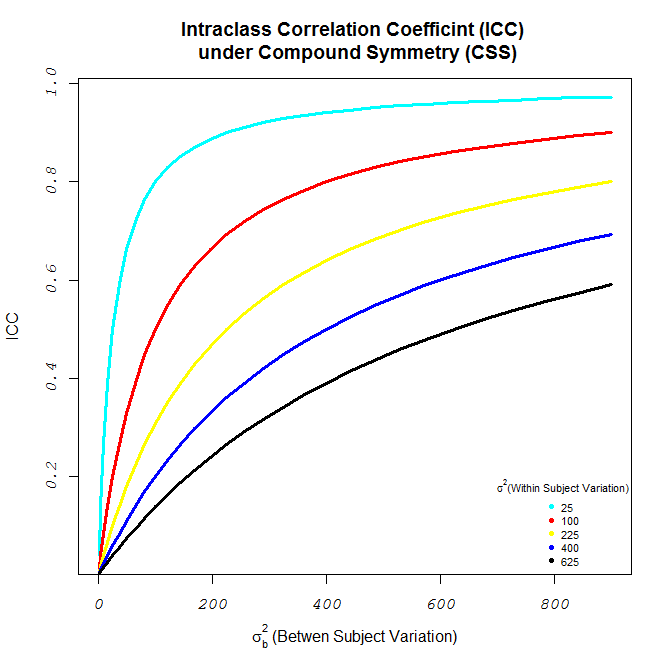 Intraclass Correlation Coefficint (ICC)
under Compound Symmetry (CSS)
ICC
1.0
0.8
0.6
0.4
0.2
σ²(Within Subject Variation)
25
100
225
400
625
0 200 400 600 800
σ²b (Betwen Subject Variation)